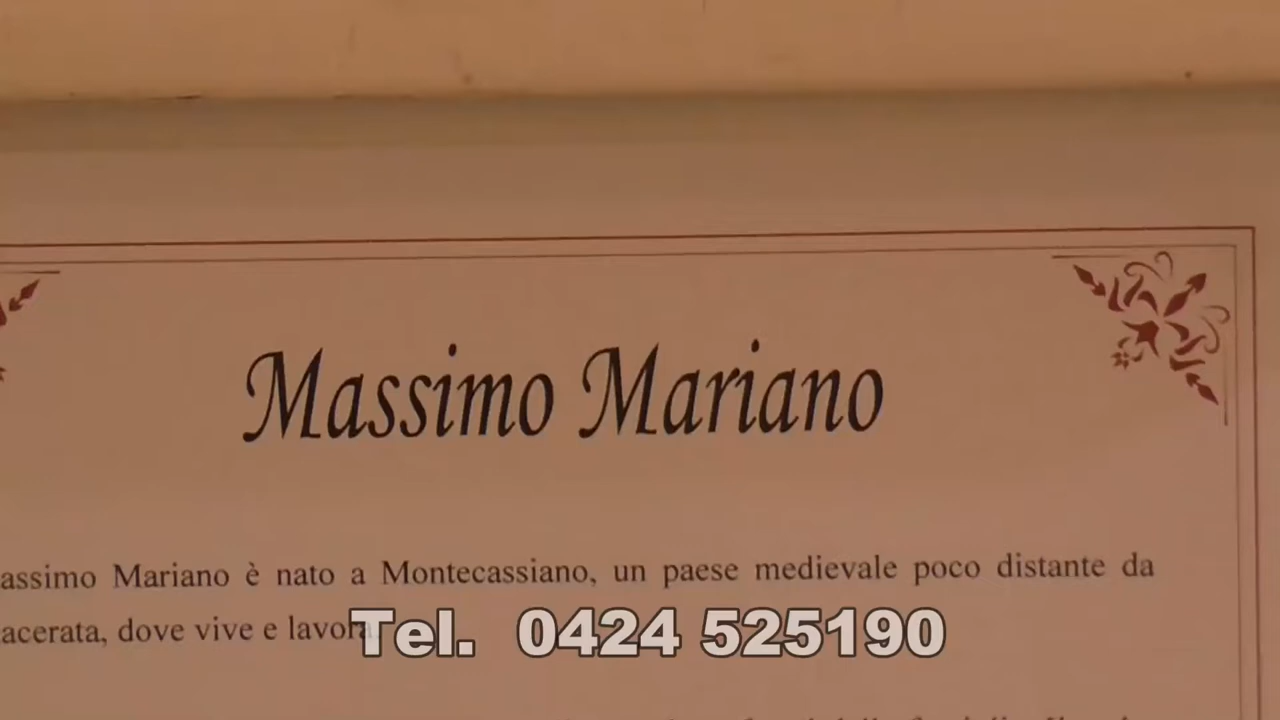 Massimo Mariano
assimo Mariano è nato a Montecassiano, un paese medievale poco distante da
acerata, dove vive e lavora.
Tel. 0424 525190